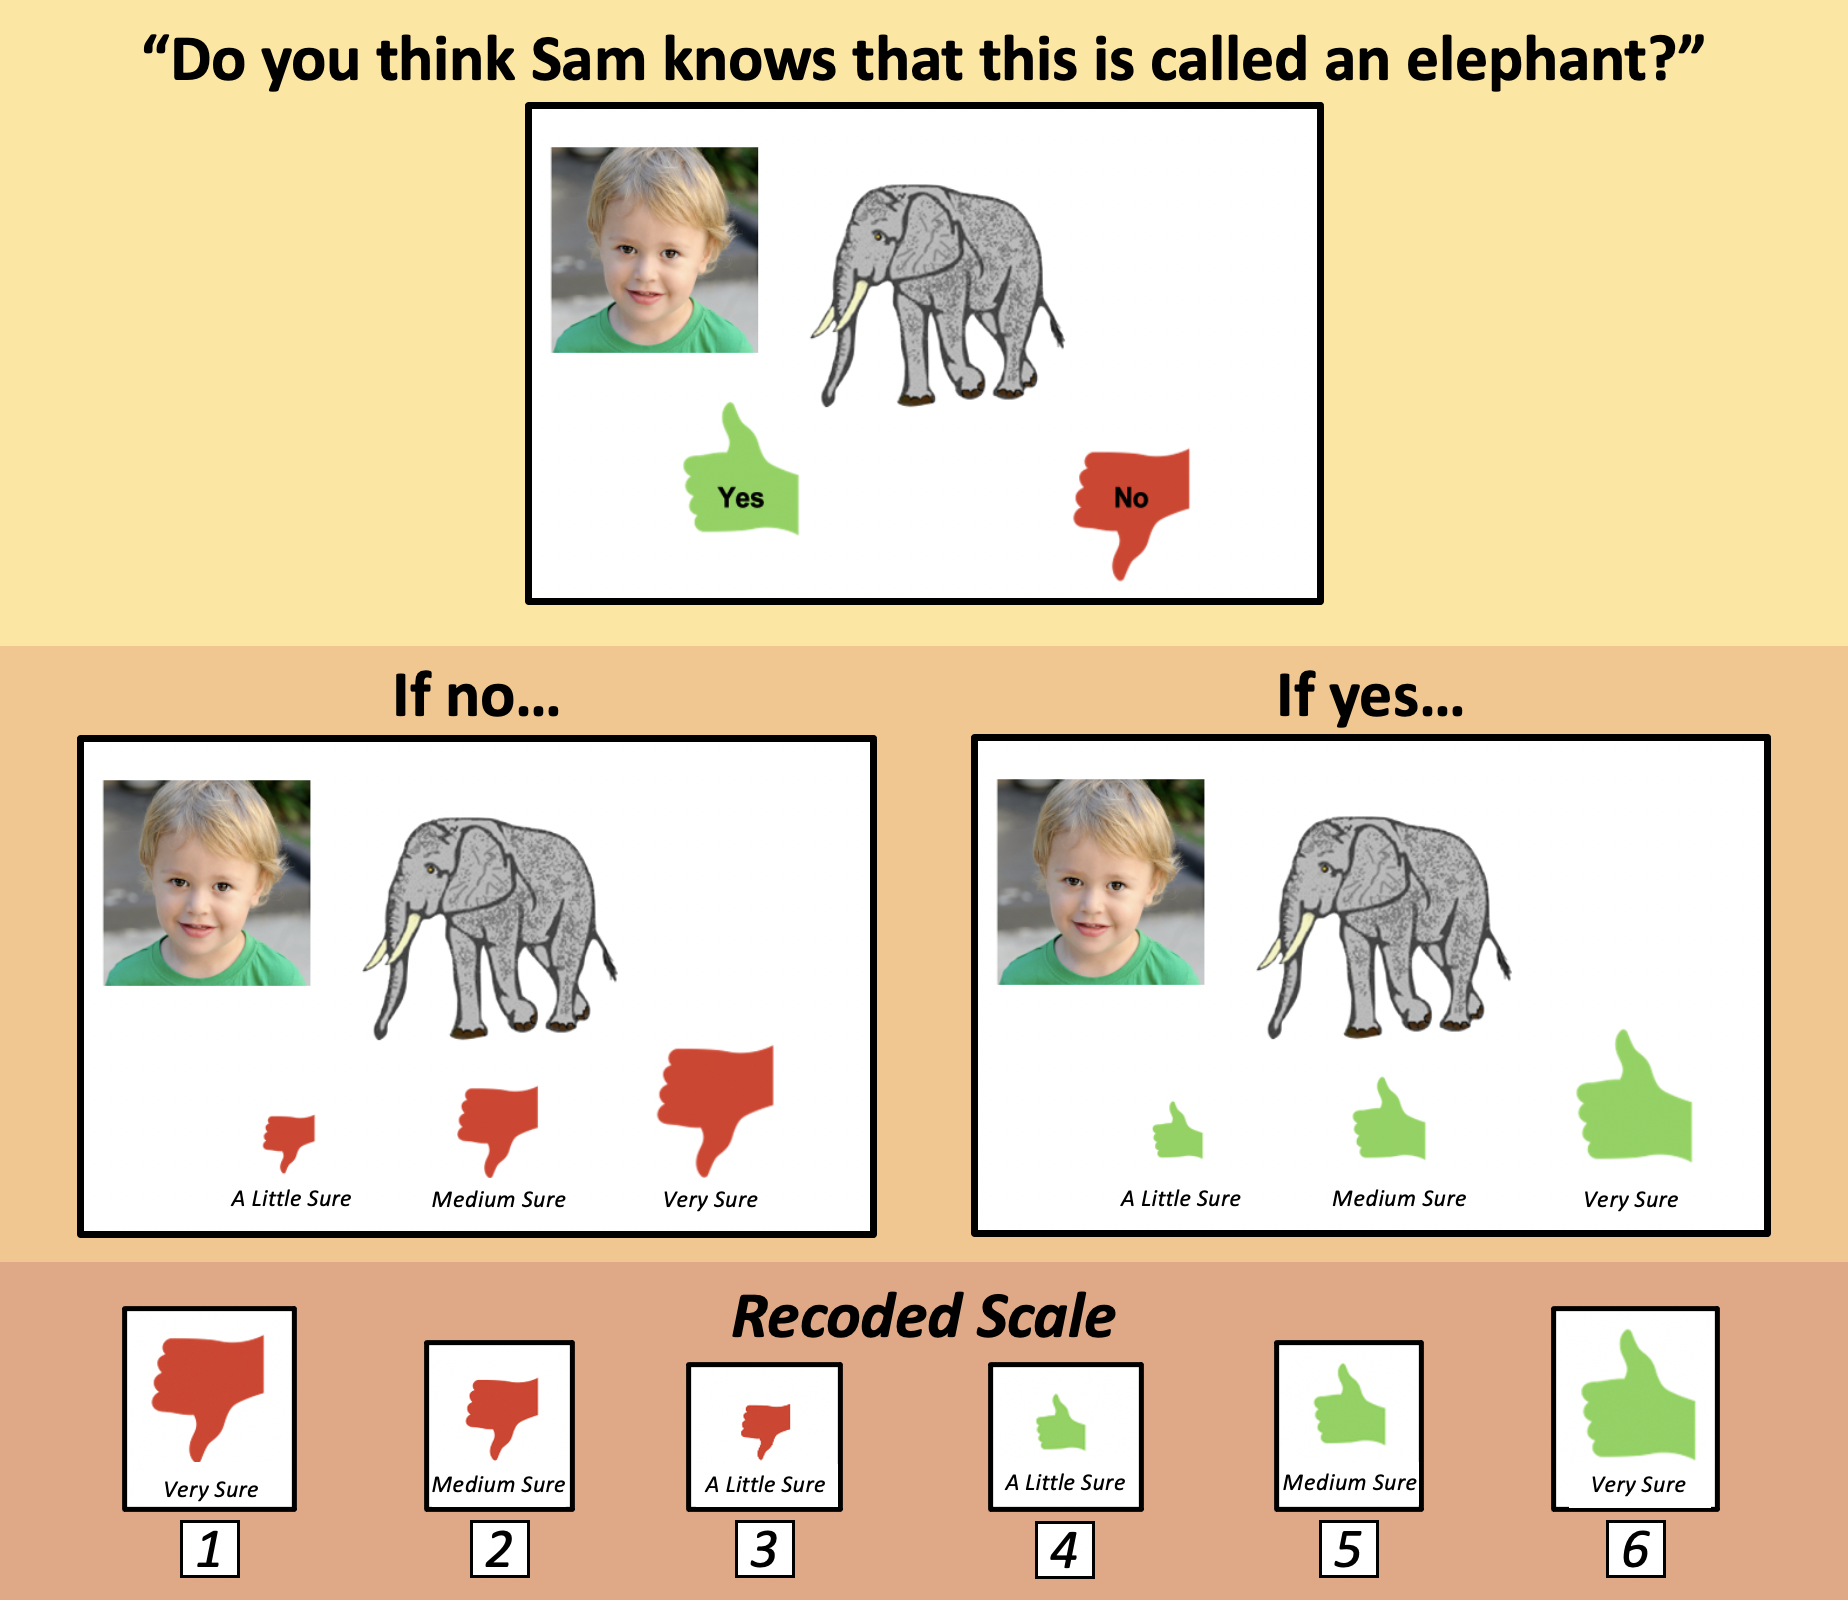 “Do you think Sam knows that this is called an elephant?”
Yes
No
If no...
If yes...
A Little Sure
Medium Sure
Very Sure
A Little Sure
Medium Sure
Very Sure
Recoded Scale
Very Sure
Medium Sure
A Little Sure
A Little Sure
Medium Sure
Very Sure
1
2
3
4
5
6